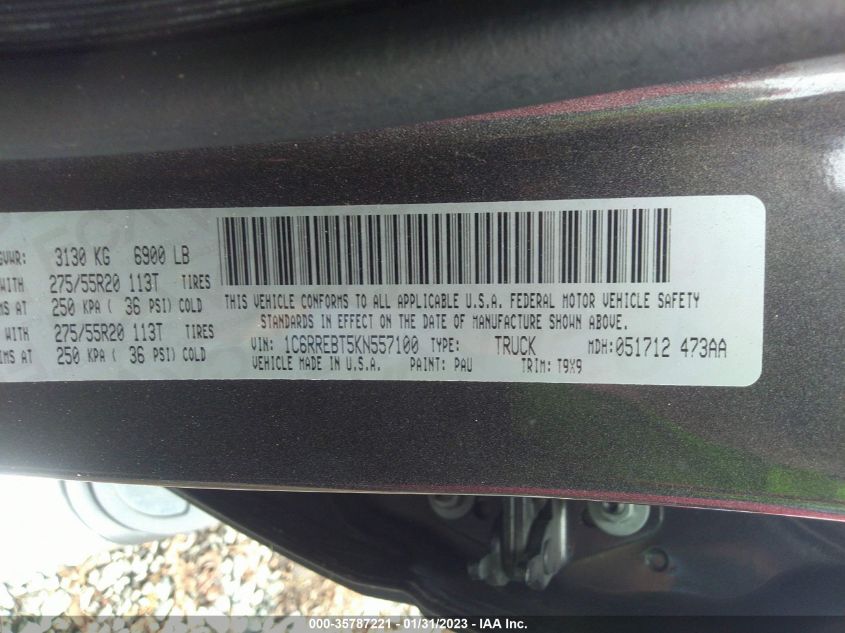 GVWR: 3130 KG 6900 LB
WITH 275/55R20 113T TIRES
RIMS AT 250 KPA ( 36 PSI) COLD
WITH 275/55R20 113T TIRES
RIMS AT 250 KPA ( 36 PSI) COLD
THIS VEHICLE CONFORMS TO ALL APPLICABLE U.S.A. FEDERAL MOTOR VEHICLE SAFETY
STANDARDS IN EFFECT ON THE DATE OF MANUFACTURE SHOWN ABOVE.
VIN: 1C6RREBT5KN557100 TYPE: TRUCK MDH:051712 473AA
VEHICLE MADE IN U.S.A. PAINT: PAU TRIM: T9X9
000-35787221 - 01/31/2023 - IAA Inc.